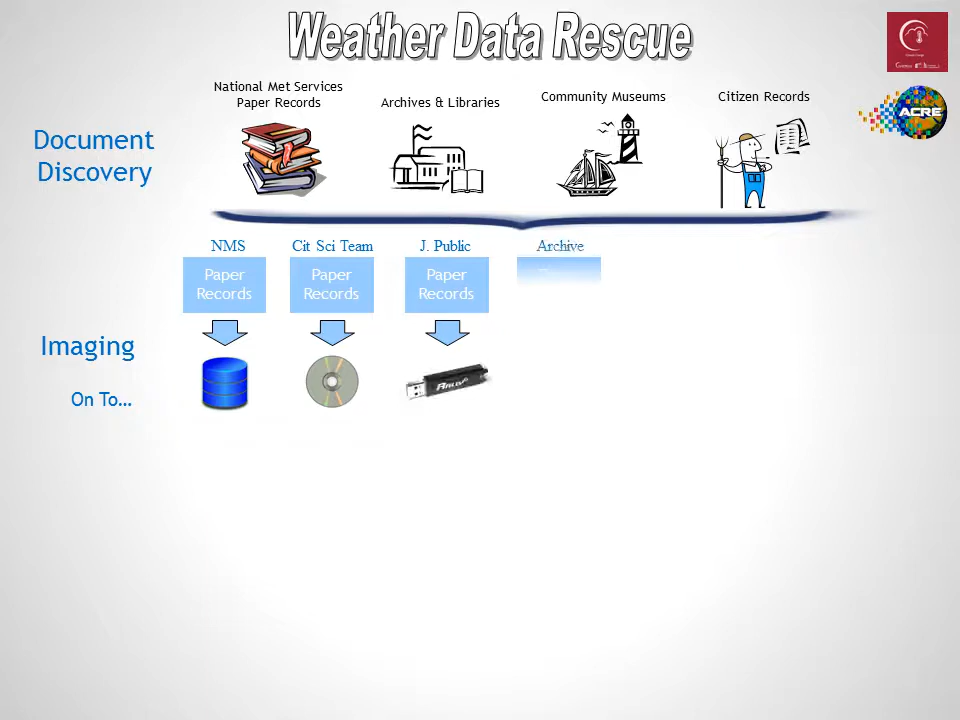 Weather Data Rescue
National Met Services
Paper Records
Archives & Libraries
Community Museums
Citizen Records
ACRE
Document
Discovery
NMS
Cit Sci Team
J. Public
Archive
Paper
Records
Paper
Records
Paper
Records
Imaging
On To...